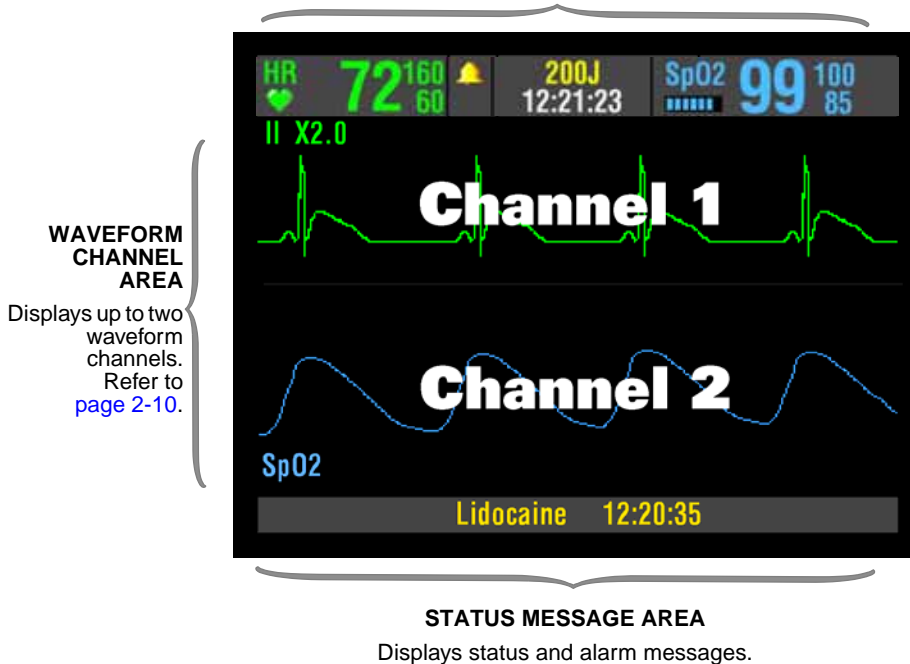 HR 72 160 60 200J 12:21:23 SpO2 99 100 85
II X2.0
Channel 1
WAVEFORM
CHANNEL
AREA
Displays up to two
waveform
channels.
Refer to
page 2-10.
Channel 2
SpO2
Lidocaine 12:20:35
STATUS MESSAGE AREA
Displays status and alarm messages.